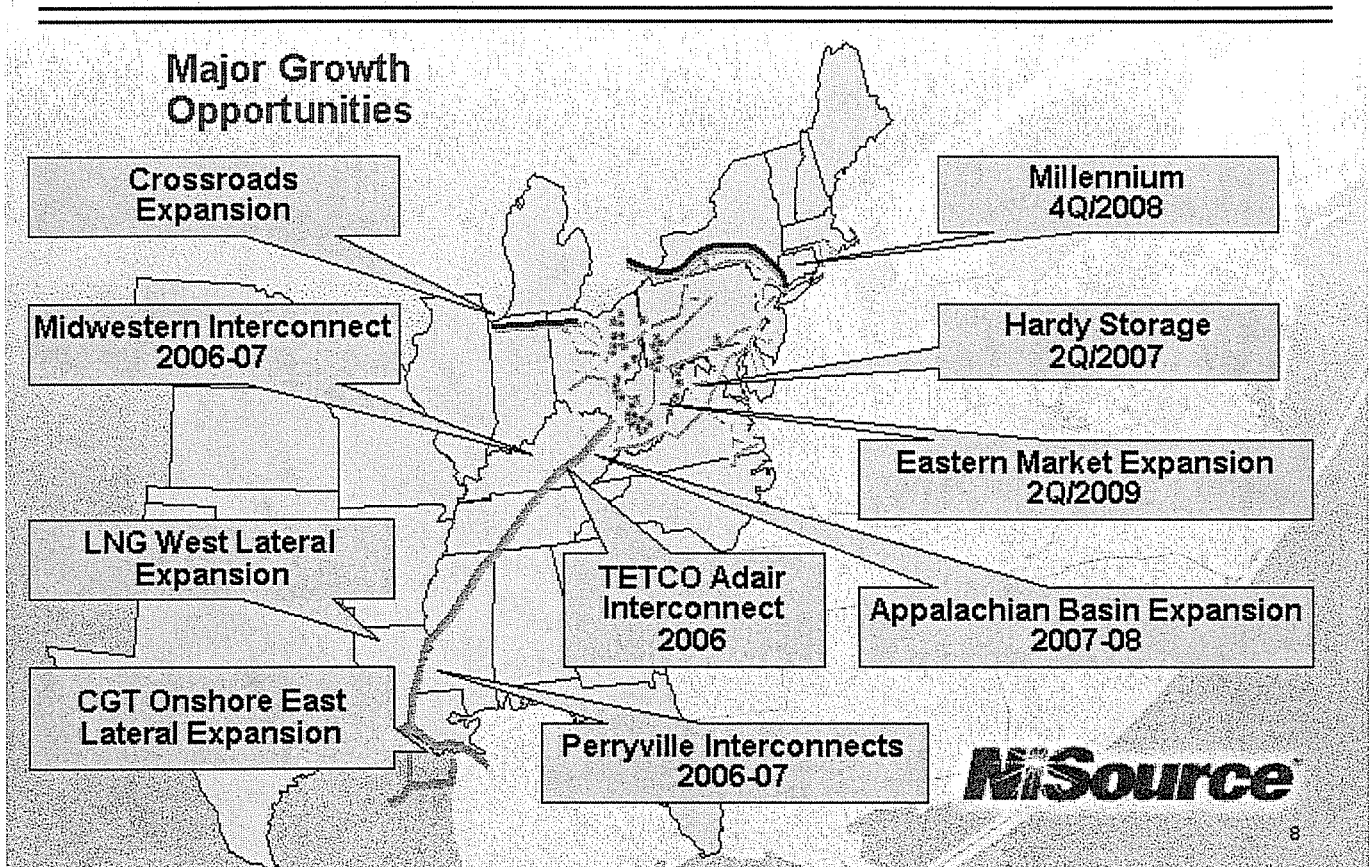 Major Growth
Opportunities
Crossroads
Expansion
Millennium
4Q/2008
Midwestern Interconnect
2006-07
Hardy Storage
2Q/2007
Eastern Market Expansion
2Q/2009
LNG West Lateral
Expansion
TETCO Adair
Interconnect
2006
Appalachian Basin Expansion
2007-08
CGT Onshore East
Lateral Expansion
Perryville Interconnects
2006-07
NiSource
8